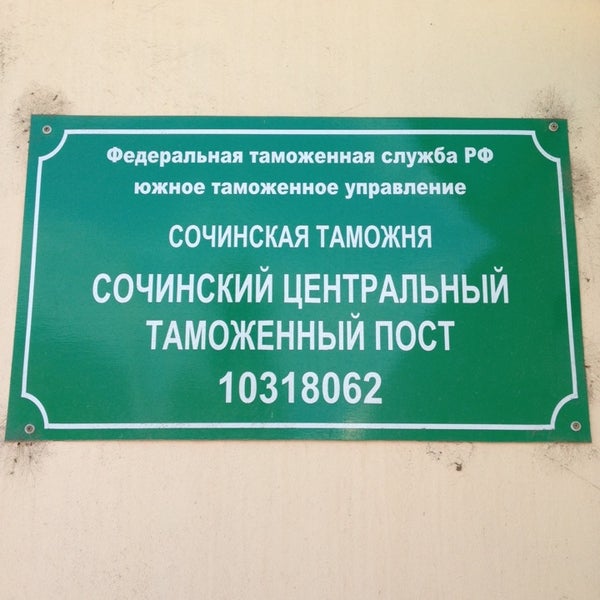 Федеральная таможенная служба РФ
южное таможенное управление
СОЧИНСКАЯ ТАМОЖНЯ
СОЧИНСКИЙ ЦЕНТРАЛЬНЫЙ
ТАМОЖЕННЫЙ ПОСТ
10318062